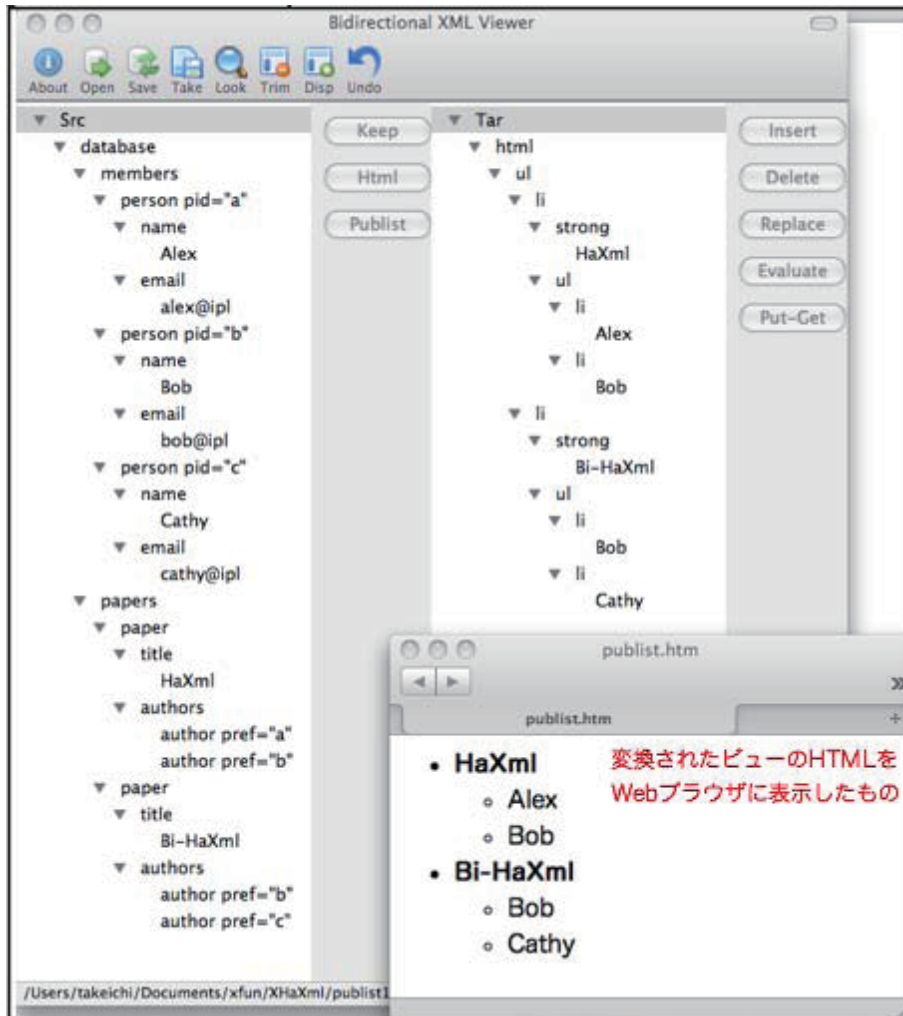 Bidirectional XML Viewer
About Open Save Take Look Trim Disp Undo
Src
database
members
person pid="a"
name
Alex
email
alex@ipl
person pid="b"
name
Bob
email
bob@ipl
person pid="c"
name
Cathy
email
cathy@ipl
papers
paper
title
HaXml
authors
author pref="a"
author pref="b"
paper
title
Bi-HaXml
authors
author pref="b"
author pref="c"
Keep
Html
Publist
Tar
html
ul
li
strong
HaXml
ul
li
Alex
li
Bob
li
strong
Bi-HaXml
ul
li
Bob
li
Cathy
Insert
Delete
Replace
Evaluate
Put-Get
/Users/takeichi/Documents/xfun/XHaXml/publist1
publist.htm
publist.htm
HaXml
Alex
Bob
Bi-HaXml
Bob
Cathy
変換されたビューのHTMLを
Webブラウザに表示したもの